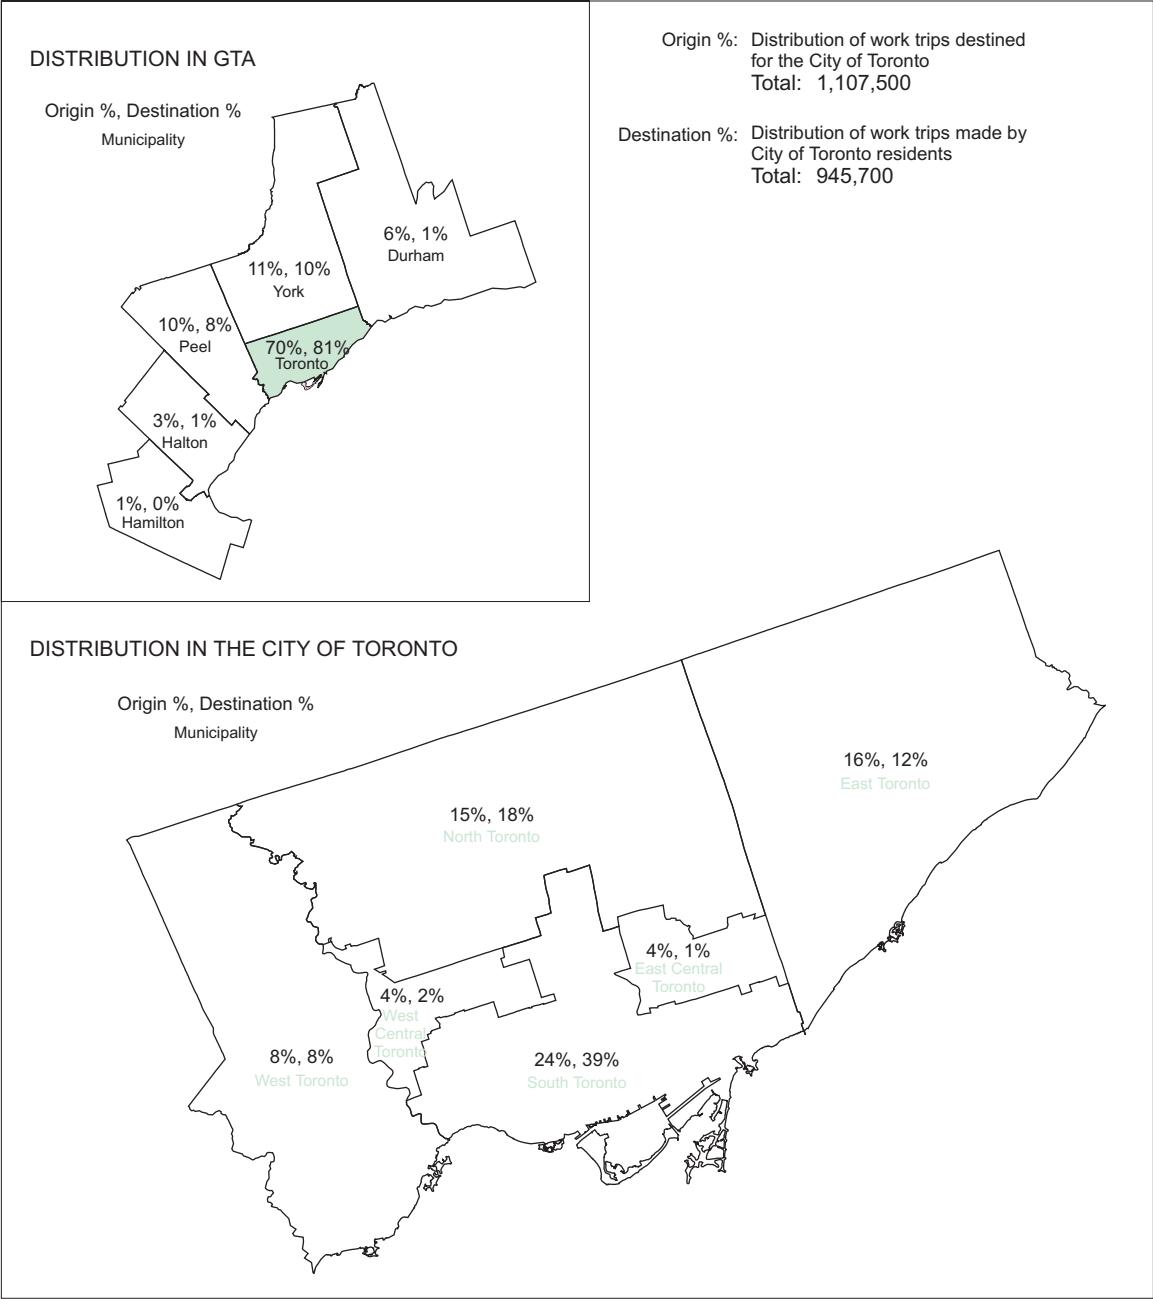 DISTRIBUTION IN GTA
Origin %, Destination %
Municipality
Origin %: Distribution of work trips destined
for the City of Toronto
Total: 1,107,500
Destination %: Distribution of work trips made by
City of Toronto residents
Total: 945,700
6%, 1%
Durham
11%, 10%
York
10%, 8%
Peel
70%, 81%
Toronto
3%, 1%
Halton
1%, 0%
Hamilton
DISTRIBUTION IN THE CITY OF TORONTO
Origin %, Destination %
Municipality
16%, 12%
East Toronto
15%, 18%
North Toronto
4%, 1%
East Central
Toronto
4%, 2%
West
Central
Toronto
8%, 8%
West Toronto
24%, 39%
South Toronto